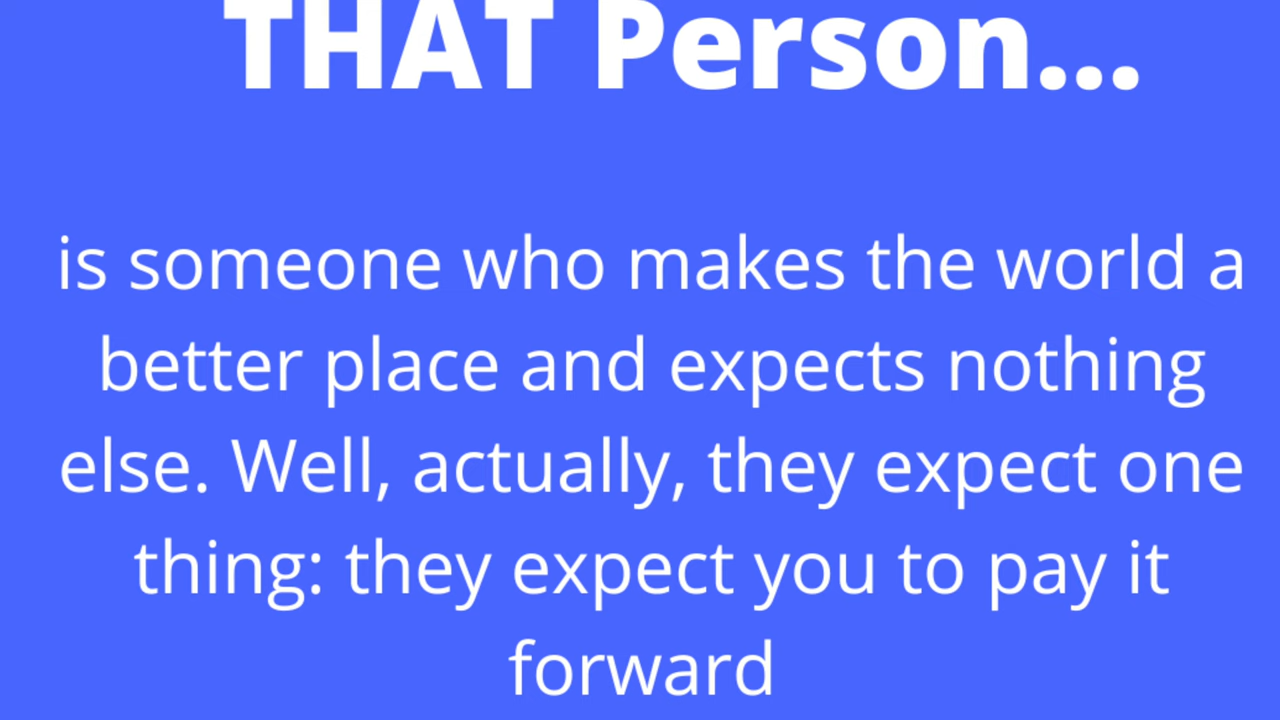 THAT Person...
is someone who makes the world a
better place and expects nothing
else. Well, actually, they expect one
thing: they expect you to pay it
forward